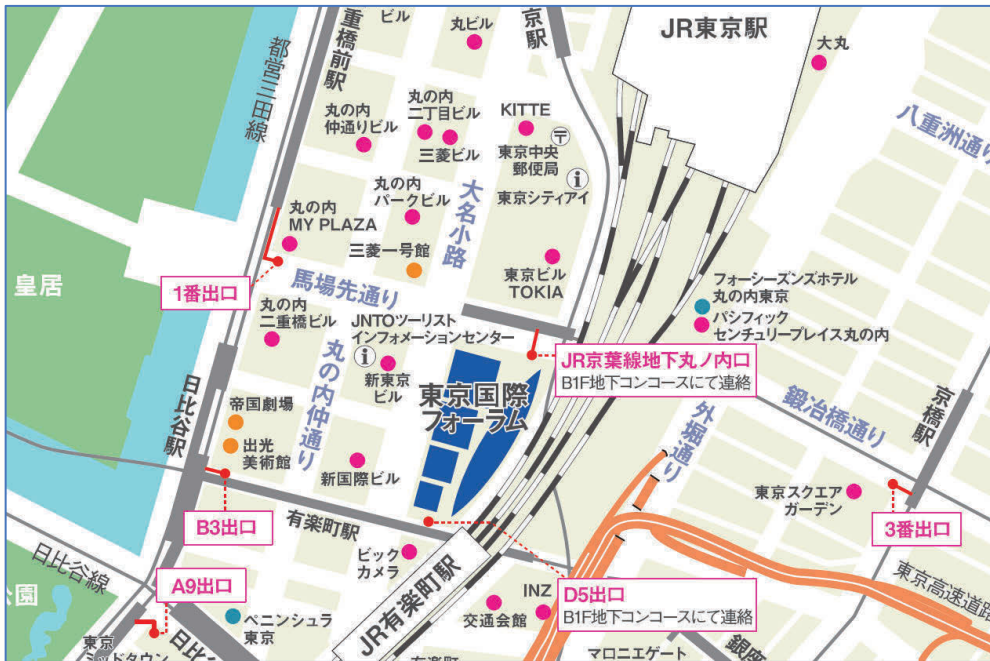 ビル
丸ビル
京駅
JR東京駅
大丸
重橋前駅
都営三田線
丸の内
仲通りビル
丸の内
二丁目ビル
三菱ビル
KITTE
〒
東京中央
郵便局
i
東京シティアイ
八重洲通り
丸の内
パークビル
大名小路
丸の内
MY PLAZA
三菱一号館
東京ビル
TOKIA
皇居
1番出口
馬場先通り
フォーシーズンズホテル
丸の内東京
パシフィック
センチュリープレイス丸の内
丸の内
二重橋ビル
JNTOツーリスト
インフォメーションセンター
i
新東京
ビル
丸の内仲通り
東京国際
フォーラム
JR京葉線地下丸ノ内口
B1F地下コンコースにて連絡
外堀通り
鍛冶橋通り
京橋駅
日比谷駅
帝国劇場
出光
美術館
新国際ビル
東京スクエア
ガーデン
B3出口
有楽町駅
3番出口
日比谷線
公園
A9出口
ビック
カメラ
JR有楽町駅
D5出口
B1F地下コンコースにて連絡
東京高速道路
INZ
交通会館
ペニンシュラ
東京
東京
ミッドタウン
日比谷
有楽町
マロニエゲート
銀座